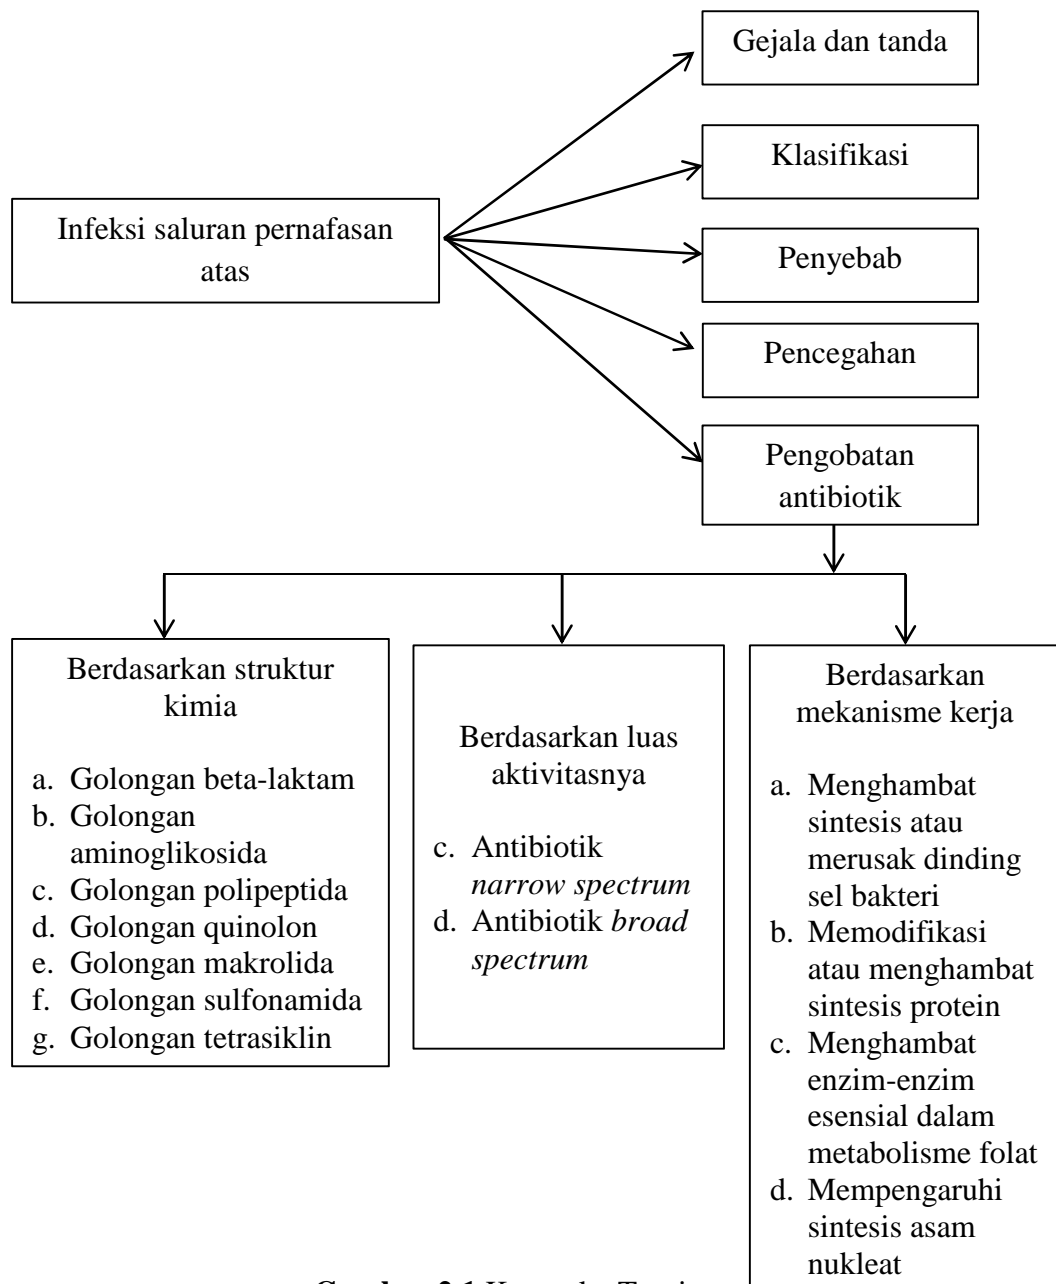 Gejala dan tanda
Klasifikasi
Infeksi saluran pernafasan
atas
Penyebab
Pencegahan
Pengobatan
antibiotik
Berdasarkan struktur
kimia
a. Golongan beta-laktam
b. Golongan
aminoglikosida
c. Golongan polipeptida
d. Golongan quinolon
e. Golongan makrolida
f. Golongan sulfonamida
g. Golongan tetrasiklin
Berdasarkan luas
aktivitasnya
c. Antibiotik
narrow spectrum
d. Antibiotik broad
spectrum
Berdasarkan
mekanisme kerja
a. Menghambat
sintesis atau
merusak dinding
sel bakteri
b. Memodifikasi
atau menghambat
sintesis protein
c. Menghambat
enzim-enzim
esensial dalam
metabolisme folat
d. Mempengaruhi
sintesis asam
nukleat